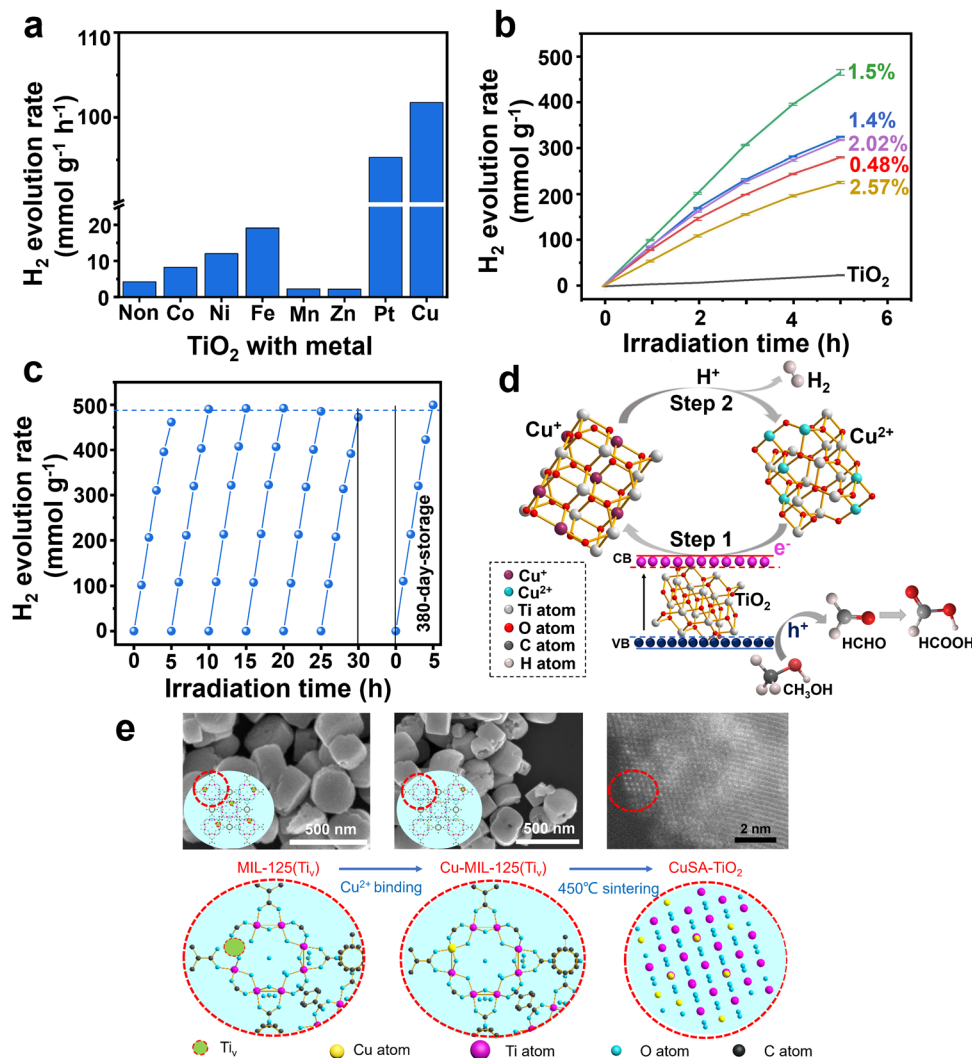 a
H₂ evolution rate
(mmol g⁻¹ h⁻¹)
110
100
20
10
0
Non Co Ni Fe Mn Zn Pt Cu
TiO₂ with metal
b
H₂ evolution rate
(mmol g⁻¹)
500
400
300
200
100
0
0 2 4 6
1.5%
1.4%
2.02%
0.48%
2.57%
TiO₂
Irradiation time (h)
c
H₂ evolution rate
(mmol g⁻¹)
500
400
300
200
100
0
380-day-storage
0 5 10 15 20 25 30 0 5
Irradiation time (h)
d
H⁺
H₂
Step 2
Cu⁺
Cu²⁺
Step 1
CB
e⁻
TiO₂
VB
h⁺
HCHO
HCOOH
CH₃OH
Cu⁺
Cu²⁺
Ti atom
O atom
C atom
H atom
e
500 nm
500 nm
2 nm
MIL-125(Tiᵥ)
Cu²⁺ binding
Cu-MIL-125(Tiᵥ)
450℃ sintering
CuSA-TiO₂
Tiᵥ
Cu atom
Ti atom
O atom
C atom